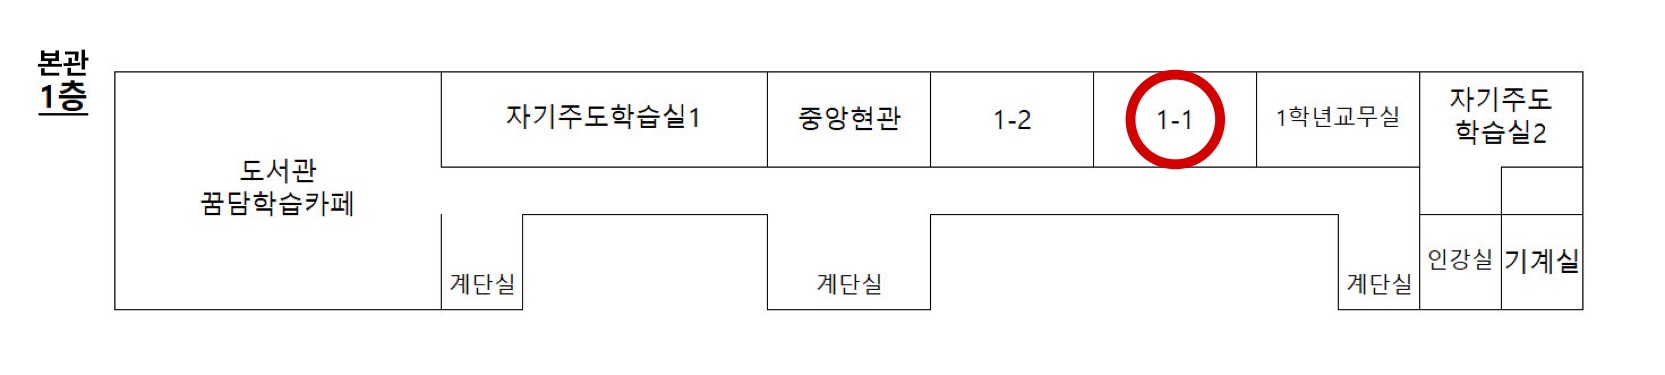 본관
1층
자기주도학습실1
중앙현관
1-2
1-1
1학년교무실
자기주도
학습실2
도서관
꿈담학습카페
계단실
계단실
계단실
인강실
기계실